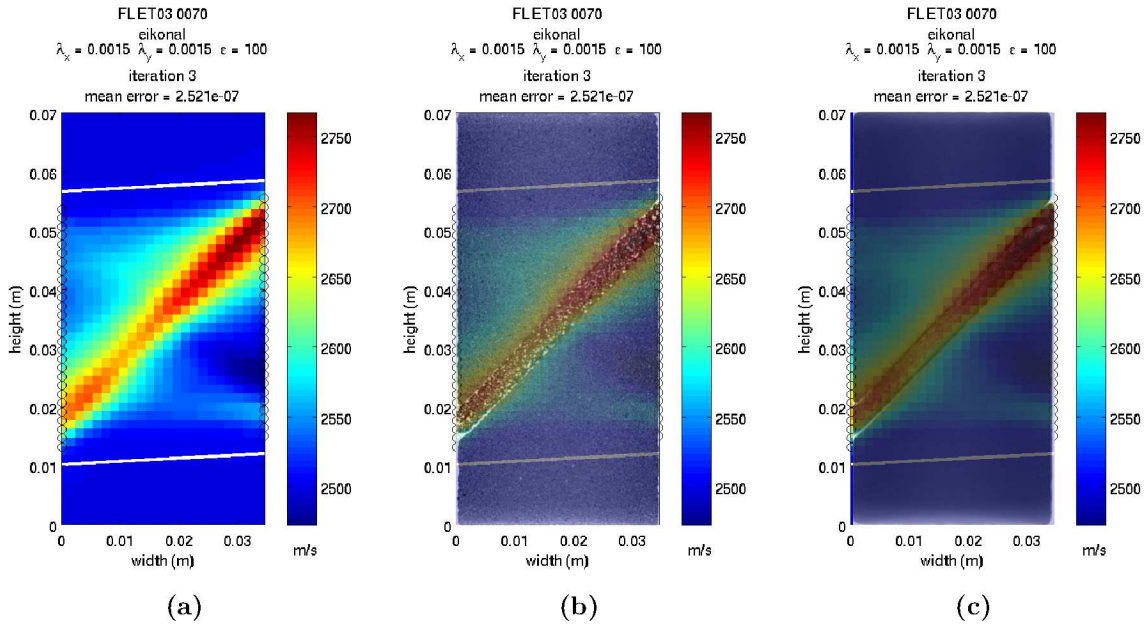 FLET03 0070
eikonal
λx = 0.0015 λy = 0.0015 ε = 100
iteration 3
mean error = 2.521e-07
0.07
0.06
0.05
0.04
0.03
0.02
0.01
0
height (m)
0 0.01 0.02 0.03
width (m)
2750
2700
2650
2600
2550
2500
m/s
(a)
FLET03 0070
eikonal
λx = 0.0015 λy = 0.0015 ε = 100
iteration 3
mean error = 2.521e-07
0.07
0.06
0.05
0.04
0.03
0.02
0.01
0
height (m)
0 0.01 0.02 0.03
width (m)
2750
2700
2650
2600
2550
2500
m/s
(b)
FLET03 0070
eikonal
λx = 0.0015 λy = 0.0015 ε = 100
iteration 3
mean error = 2.521e-07
0.07
0.06
0.05
0.04
0.03
0.02
0.01
0
height (m)
0 0.01 0.02 0.03
width (m)
2750
2700
2650
2600
2550
2500
m/s
(c)